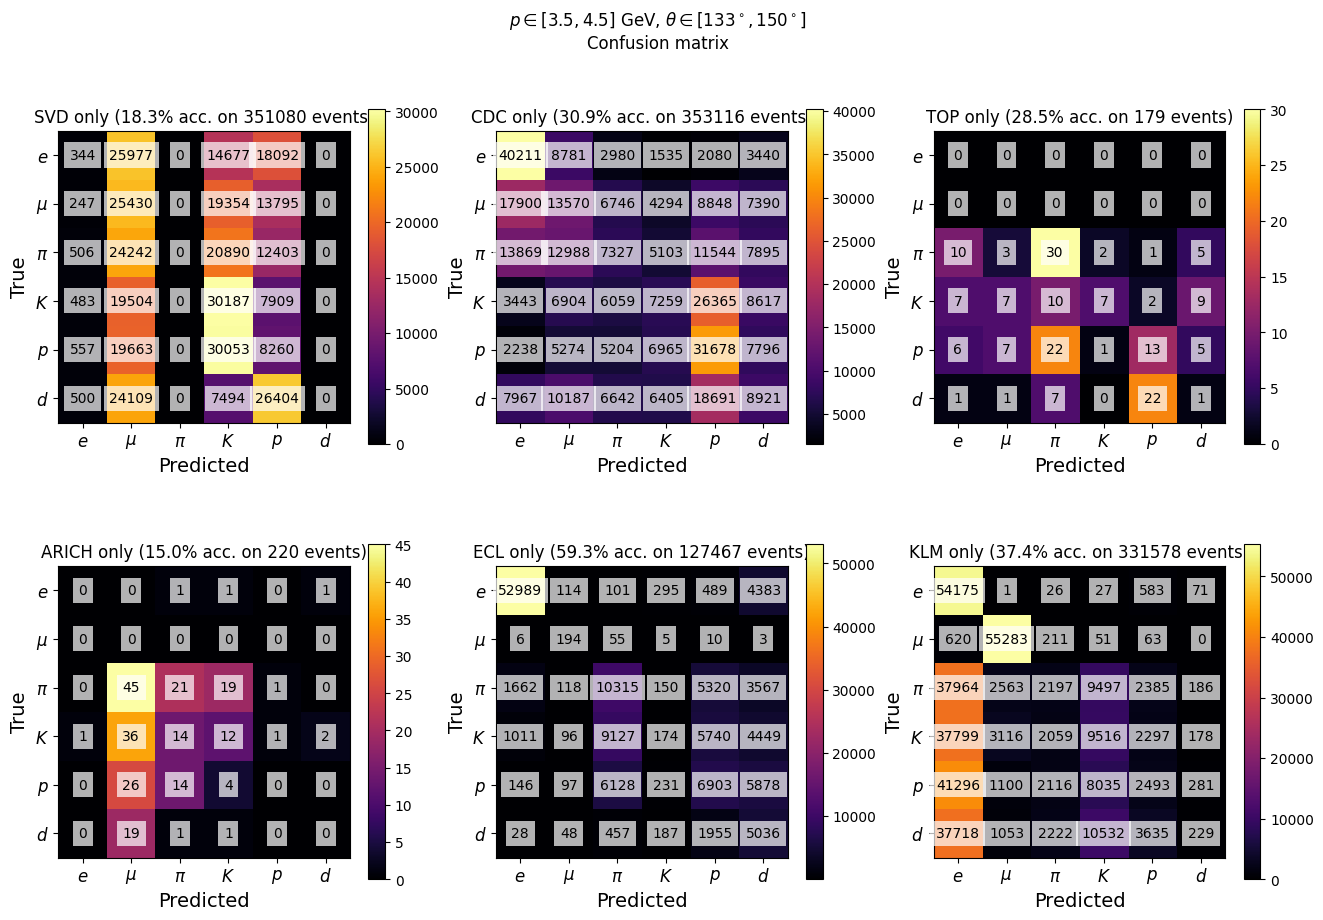 p ∈ [3.5, 4.5] GeV, θ ∈ [133°, 150°]
Confusion matrix
SVD only (18.3% acc. on 351080 events
True
e 344 25977 0 14677 18092 0
μ 247 25430 0 19354 13795 0
π 506 24242 0 20890 12403 0
K 483 19504 0 30187 7909 0
p 557 19663 0 30053 8260 0
d 500 24109 0 7494 26404 0
e μ π K p d
Predicted
30000
25000
20000
15000
10000
5000
0
CDC only (30.9% acc. on 353116 events
True
e 40211 8781 2980 1535 2080 3440
μ 17900 13570 6746 4294 8848 7390
π 13869 12988 7327 5103 11544 7895
K 3443 6904 6059 7259 26365 8617
p 2238 5274 5204 6965 31678 7796
d 7967 10187 6642 6405 18691 8921
e μ π K p d
Predicted
40000
35000
30000
25000
20000
15000
10000
5000
TOP only (28.5% acc. on 179 events)
True
e 0 0 0 0 0 0
μ 0 0 0 0 0 0
π 10 3 30 2 1 5
K 7 7 10 7 2 9
p 6 7 22 1 13 5
d 1 1 7 0 22 1
e μ π K p d
Predicted
30
25
20
15
10
5
0
ARICH only (15.0% acc. on 220 events)
True
e 0 0 1 1 0 1
μ 0 0 0 0 0 0
π 0 45 21 19 1 0
K 1 36 14 12 1 2
p 0 26 14 4 0 0
d 0 19 1 1 0 0
e μ π K p d
Predicted
45
40
35
30
25
20
15
10
5
0
ECL only (59.3% acc. on 127467 events)
True
e 52989 114 101 295 489 4383
μ 6 194 55 5 10 3
π 1662 118 10315 150 5320 3567
K 1011 96 9127 174 5740 4449
p 146 97 6128 231 6903 5878
d 28 48 457 187 1955 5036
e μ π K p d
Predicted
50000
40000
30000
20000
10000
KLM only (37.4% acc. on 331578 events
True
e 54175 1 26 27 583 71
μ 620 55283 211 51 63 0
π 37964 2563 2197 9497 2385 186
K 37799 3116 2059 9516 2297 178
p 41296 1100 2116 8035 2493 281
d 37718 1053 2222 10532 3635 229
e μ π K p d
Predicted
50000
40000
30000
20000
10000
0